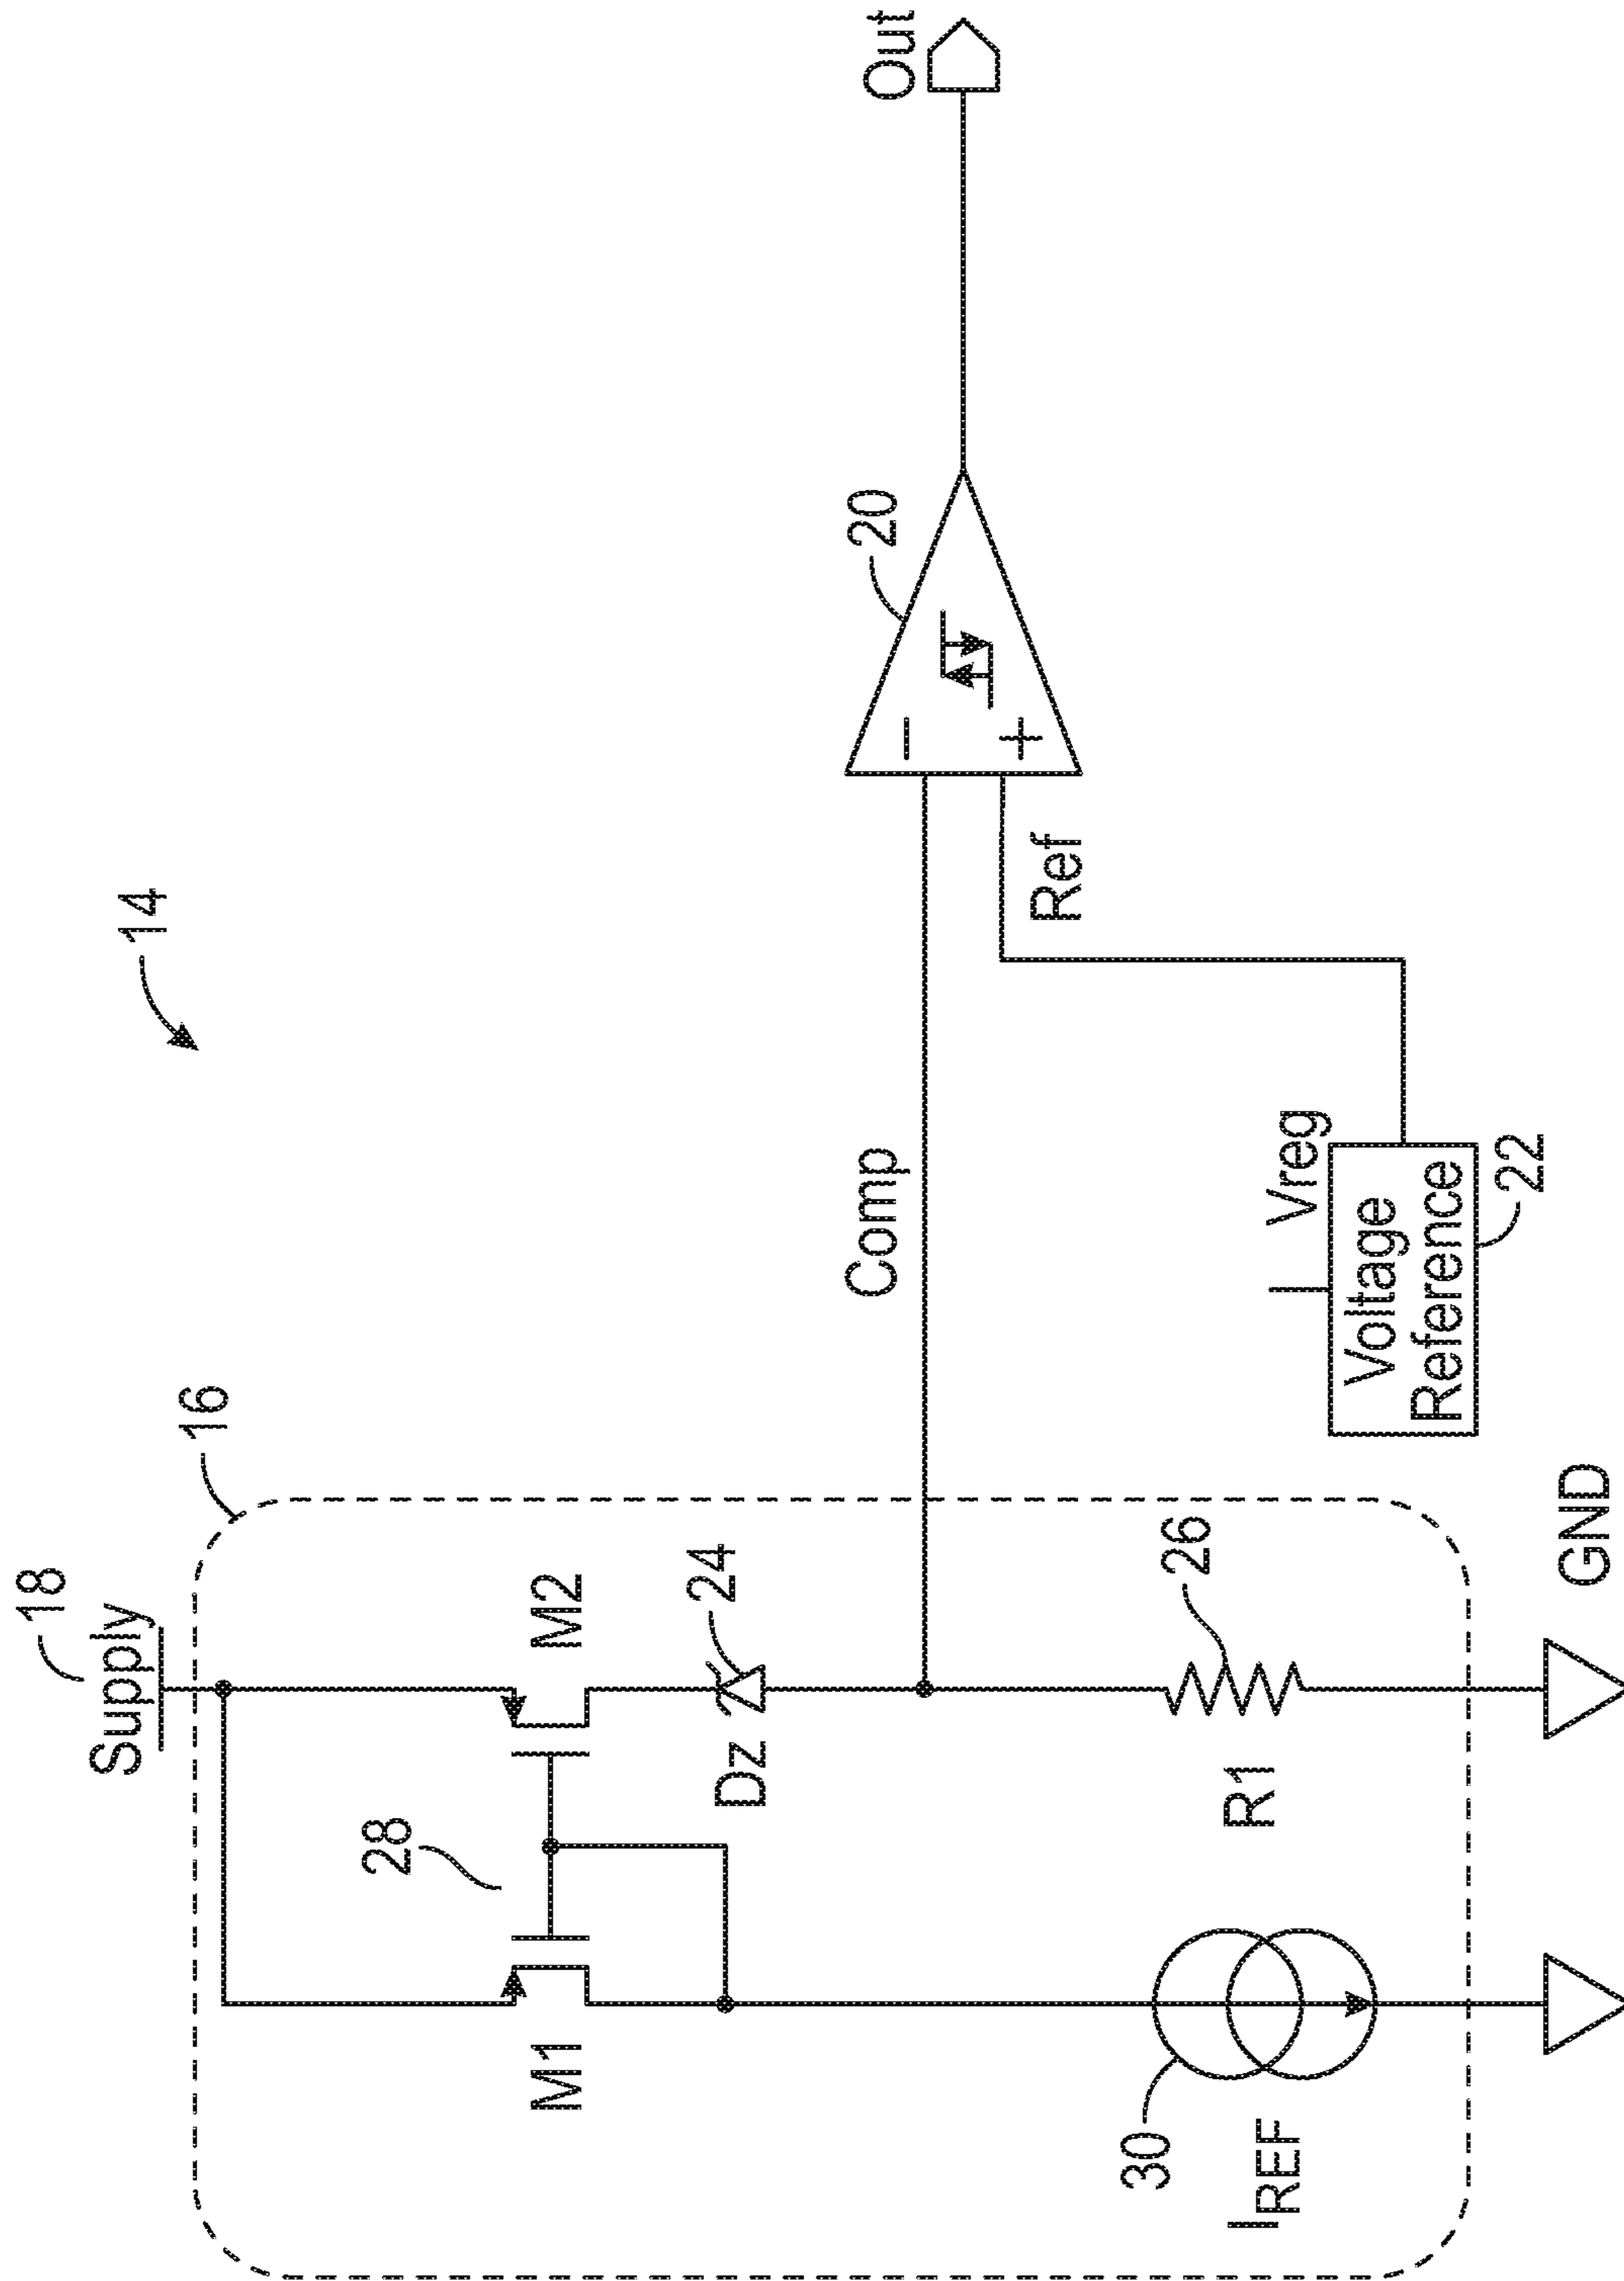 14
18
Supply
16
28
M1
M2
Dz
24
Comp
20
Out
30
IREF
R1
26
Ref
Vreg
Voltage
Reference
22
GND
−
+